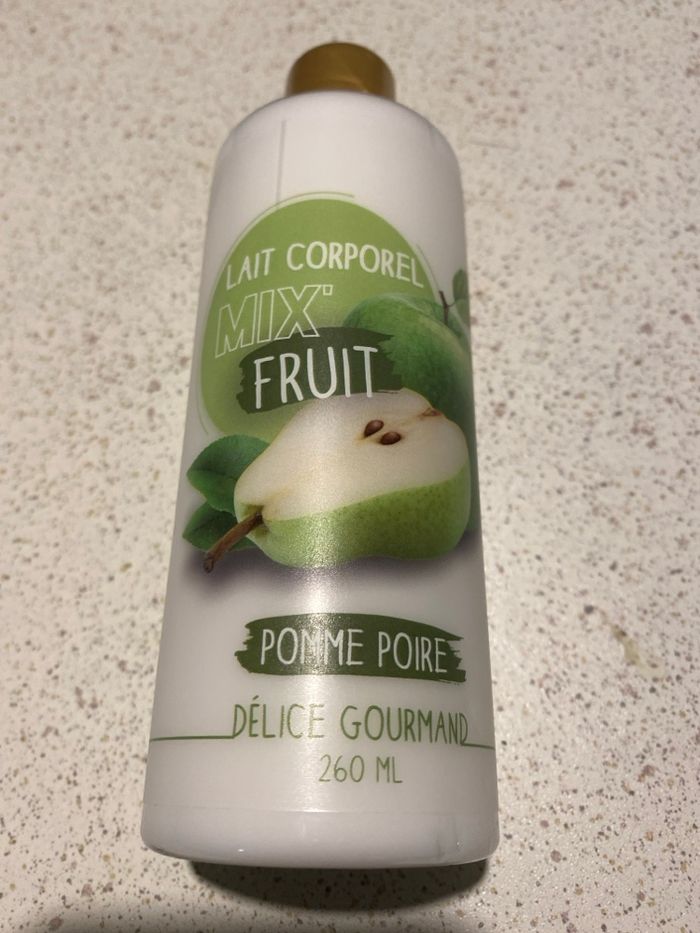 LAIT CORPOREL
MIX'
FRUIT
POMME POIRE
DÉLICE GOURMAND
260 ML